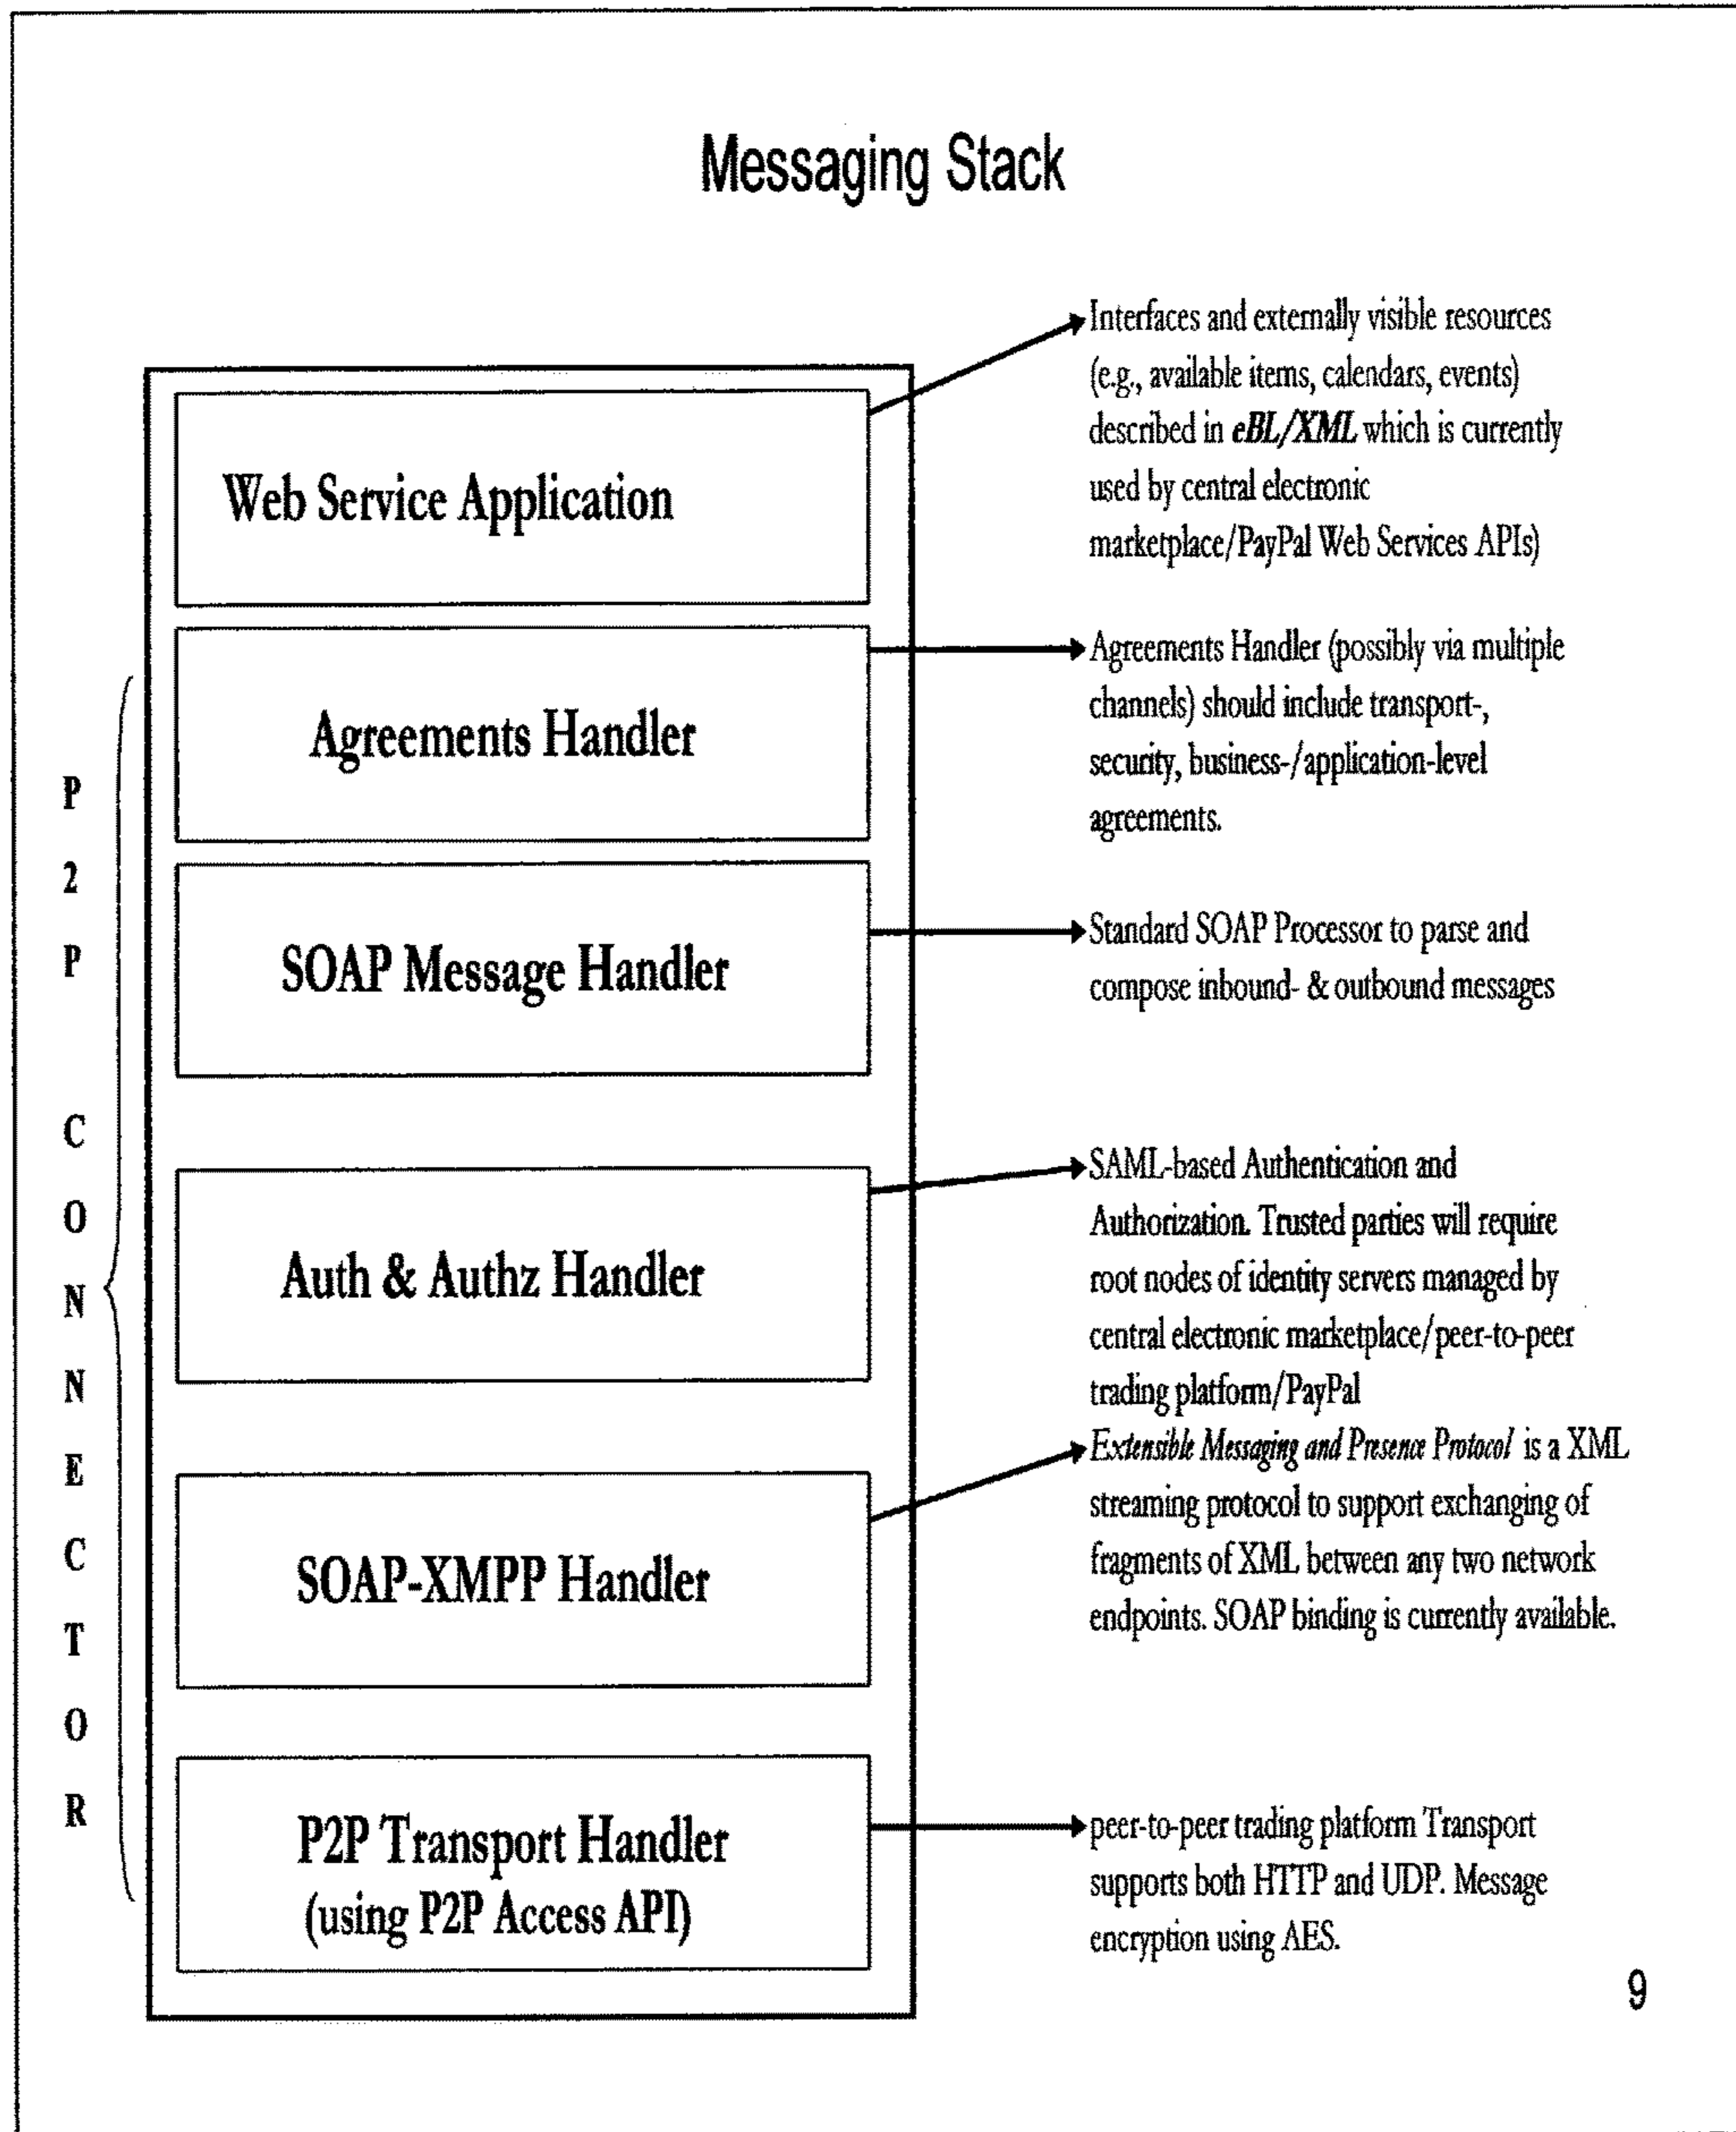 Messaging Stack
Web Service Application
Interfaces and externally visible resources
(e.g., available items, calendars, events)
described in eBL/XML which is currently
used by central electronic
marketplace/PayPal Web Services APIs)
Agreements Handler
Agreements Handler (possibly via multiple
channels) should include transport-,
security, business-/application-level
agreements.
SOAP Message Handler
Standard SOAP Processor to parse and
compose inbound- & outbound messages
Auth & Authz Handler
SAML-based Authentication and
Authorization. Trusted parties will require
root nodes of identity servers managed by
central electronic marketplace/peer-to-peer
trading platform/PayPal
SOAP-XMPP Handler
Extensible Messaging and Presence Protocol is a XML
streaming protocol to support exchanging of
fragments of XML between any two network
endpoints. SOAP binding is currently available.
P2P Transport Handler
(using P2P Access API)
peer-to-peer trading platform Transport
supports both HTTP and UDP. Message
encryption using AES.
P2P CONNECTOR
9